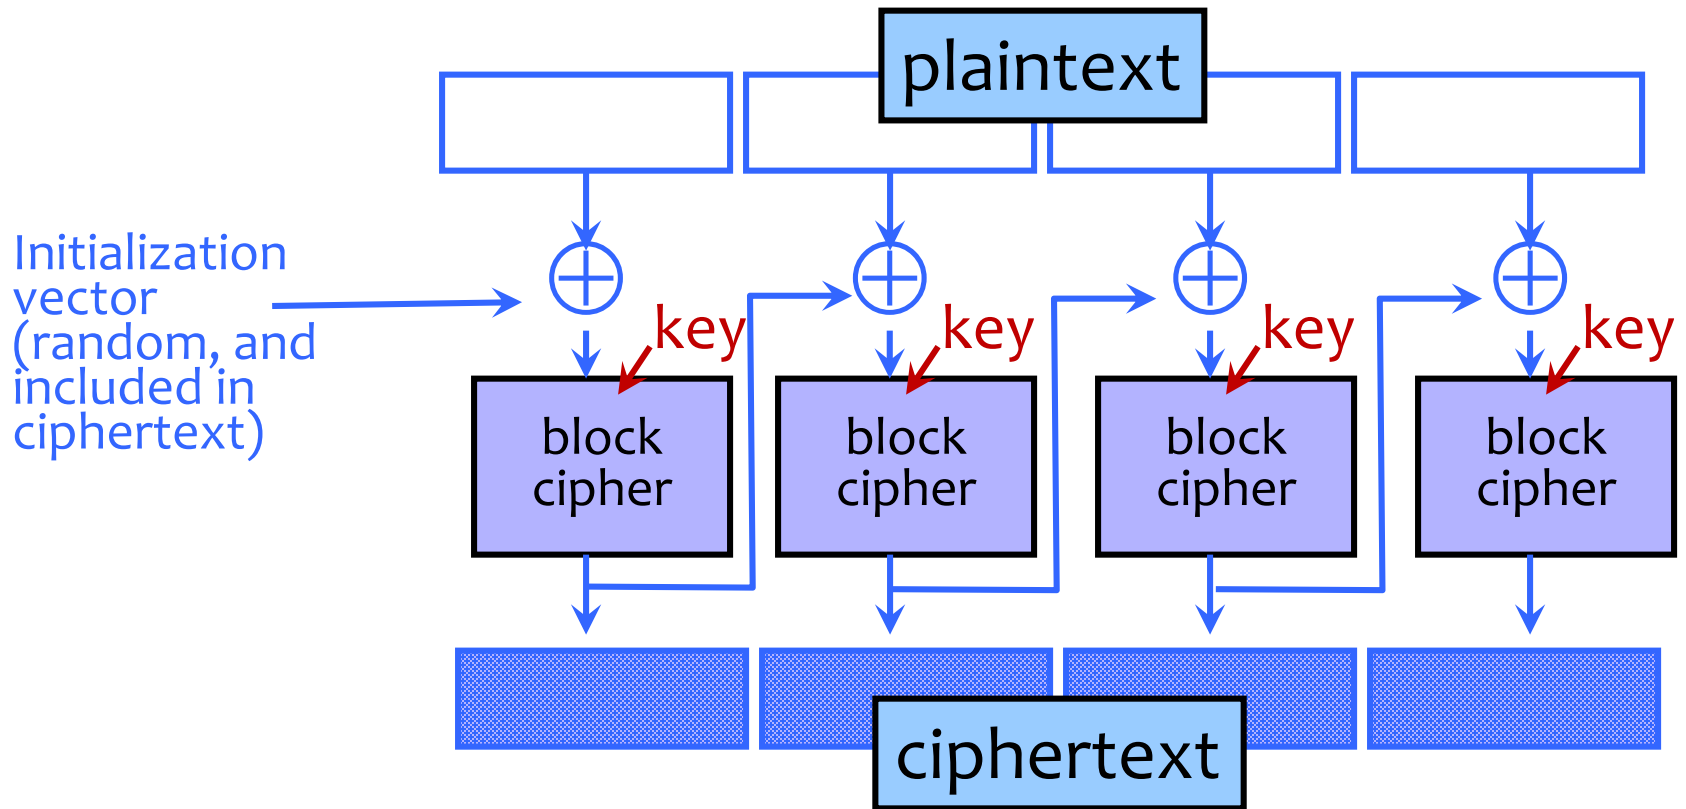 plaintext
Initialization
vector
(random, and
included in
ciphertext)
key
key
key
key
block
cipher
block
cipher
block
cipher
block
cipher
ciphertext